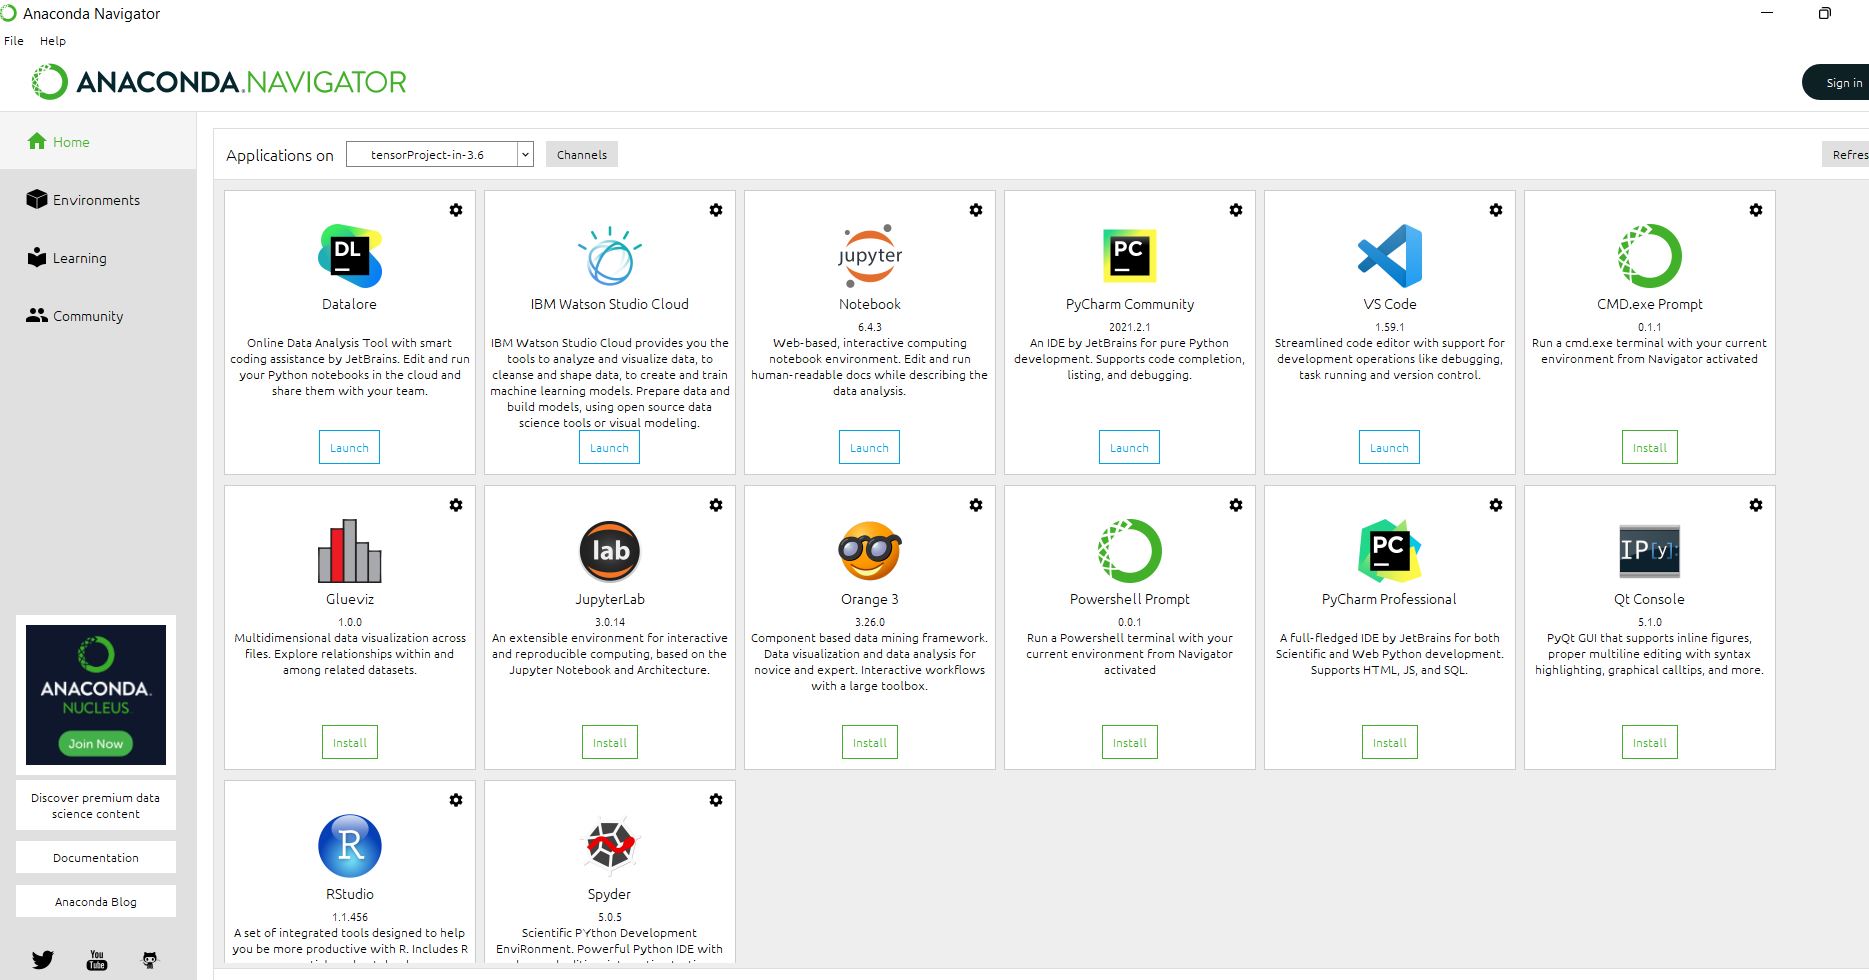 Anaconda Navigator
File Help
ANACONDA.NAVIGATOR
Sign in
Home
Environments
Learning
Community
Applications on
tensorProject-in-3.6
Channels
Refres
DL
Datalore
Online Data Analysis Tool with smart
coding assistance by JetBrains. Edit and run
your Python notebooks in the cloud and
share them with your team.
Launch
IBM Watson Studio Cloud
IBM Watson Studio Cloud provides you the
tools to analyze and visualize data, to
cleanse and shape data, to create and train
machine learning models. Prepare data and
build models, using open source data
science tools or visual modeling.
Launch
jupyter
Notebook
6.4.3
Web-based, interactive computing
notebook environment. Edit and run
human-readable docs while describing the
data analysis.
Launch
PC
PyCharm Community
2021.2.1
An IDE by JetBrains for pure Python
development. Supports code completion,
listing, and debugging.
Launch
VS Code
1.59.1
Streamlined code editor with support for
development operations like debugging,
task running and version control.
Launch
CMD.exe Prompt
0.1.1
Run a cmd.exe terminal with your current
environment from Navigator activated
Install
Glueviz
1.0.0
Multidimensional data visualization across
files. Explore relationships within and
among related datasets.
Install
lab
JupyterLab
3.0.14
An extensible environment for interactive
and reproducible computing, based on the
Jupyter Notebook and Architecture.
Install
Orange 3
3.26.0
Component based data mining framework.
Data visualization and data analysis for
novice and expert. Interactive workflows
with a large toolbox.
Install
Powershell Prompt
0.0.1
Run a Powershell terminal with your
current environment from Navigator
activated
Install
PC
PyCharm Professional
A full-fledged IDE by JetBrains for both
Scientific and Web Python development.
Supports HTML, JS, and SQL.
Install
IP[y]:
Qt Console
5.1.0
PyQt GUI that supports inline figures,
proper multiline editing with syntax
highlighting, graphical calltips, and more.
Install
R
RStudio
1.1.456
A set of integrated tools designed to help
you be more productive with R. Includes R
Spyder
5.0.5
Scientific PYthon Development
EnviRonment. Powerful Python IDE with
ANACONDA.
NUCLEUS
Join Now
Discover premium data
science content
Documentation
Anaconda Blog
You
Tube